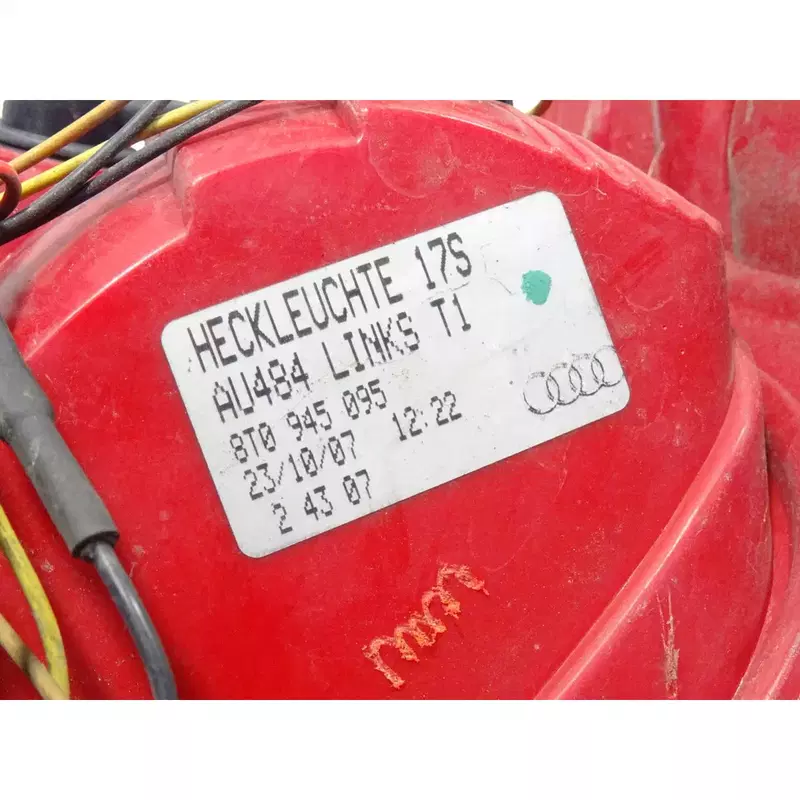 HECKLEUCHTE 17S
AU484 LINKS T1
8T0 945 095
23/10/07 12:22
2 43 07